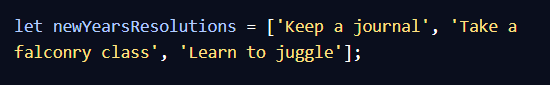 let newYearsResolutions = ['Keep a journal', 'Take a
falconry class', 'Learn to juggle'];